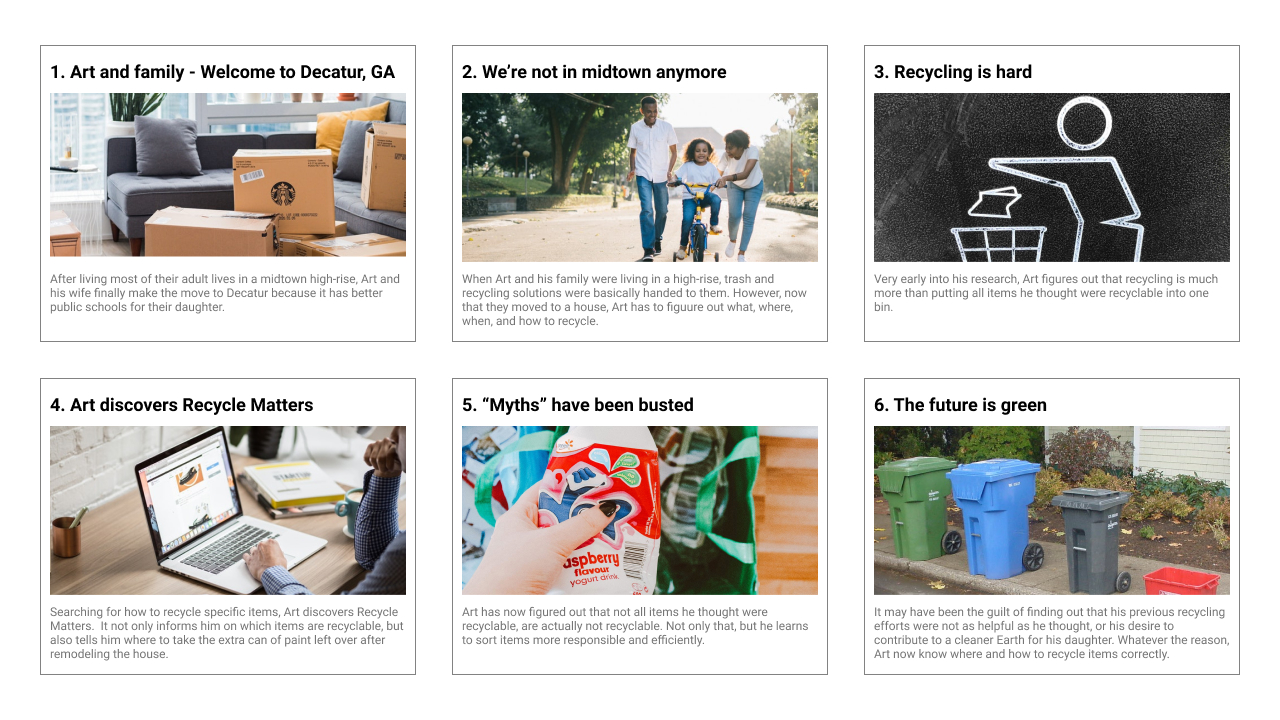 1. Art and family - Welcome to Decatur, GA
After living most of their adult lives in a midtown high-rise, Art and
his wife finally make the move to Decatur because it has better
public schools for their daughter.
2. We’re not in midtown anymore
When Art and his family were living in a high-rise, trash and
recycling solutions were basically handed to them. However, now
that they moved to a house, Art has to figuure out what, where,
when, and how to recycle.
3. Recycling is hard
Very early into his research, Art figures out that recycling is much
more than putting all items he thought were recyclable into one
bin.
4. Art discovers Recycle Matters
STARTUP
Searching for how to recycle specific items, Art discovers Recycle
Matters.  It not only informs him on which items are recyclable, but
also tells him where to take the extra can of paint left over after
remodeling the house.
5. “Myths” have been busted
aspberry
flavour
yogurt drink
Art has now figured out that not all items he thought were
recyclable, are actually not recyclable. Not only that, but he learns
to sort items more responsible and efficiently.
6. The future is green
It may have been the guilt of finding out that his previous recycling
efforts were not as helpful as he thought, or his desire to
contribute to a cleaner Earth for his daughter. Whatever the reason,
Art now know where and how to recycle items correctly.